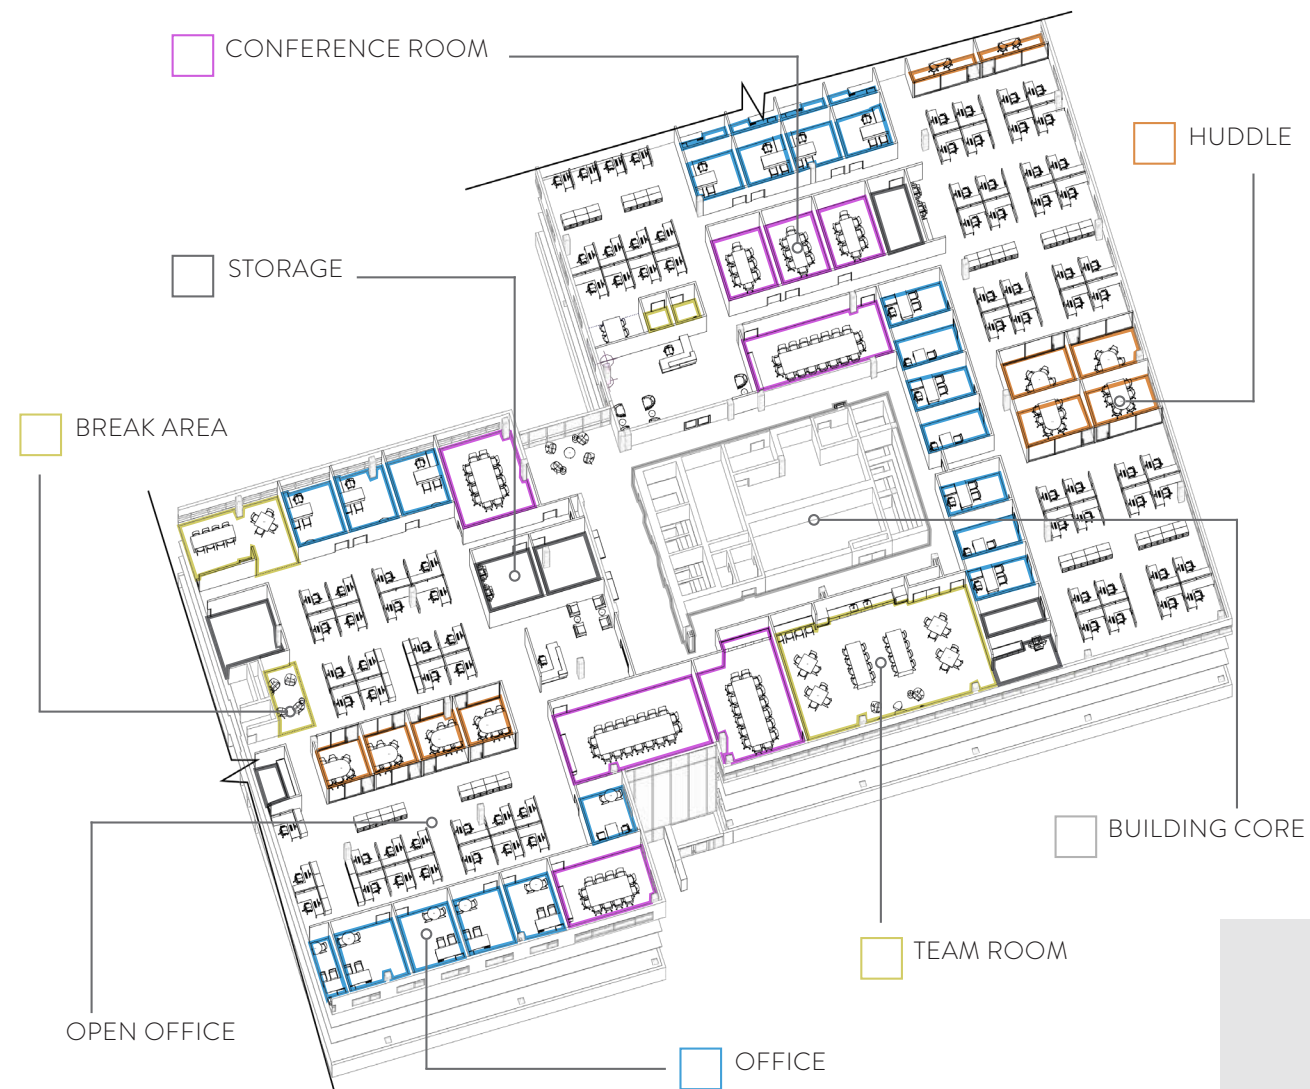 CONFERENCE ROOM
HUDDLE
STORAGE
BREAK AREA
BUILDING CORE
TEAM ROOM
OPEN OFFICE
OFFICE